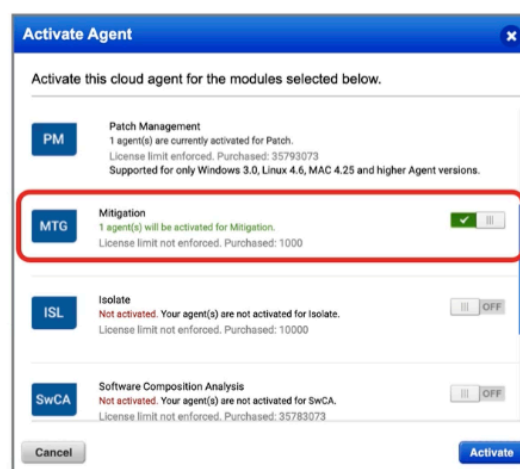 Activate Agent
Activate this cloud agent for the modules selected below.
PM
Patch Management
1 agent(s) are currently activated for Patch.
License limit enforced. Purchased: 35793073
Supported for only Windows 3.0, Linux 4.6, MAC 4.25 and higher Agent versions.
MTG
Mitigation
1 agent(s) will be activated for Mitigation.
License limit not enforced. Purchased: 1000
ISL
Isolate
Not activated. Your agent(s) are not activated for Isolate.
License limit not enforced. Purchased: 10000
OFF
SwCA
Software Composition Analysis
Not activated. Your agent(s) are not activated for SwCA.
License limit enforced. Purchased: 35783073
OFF
Cancel
Activate